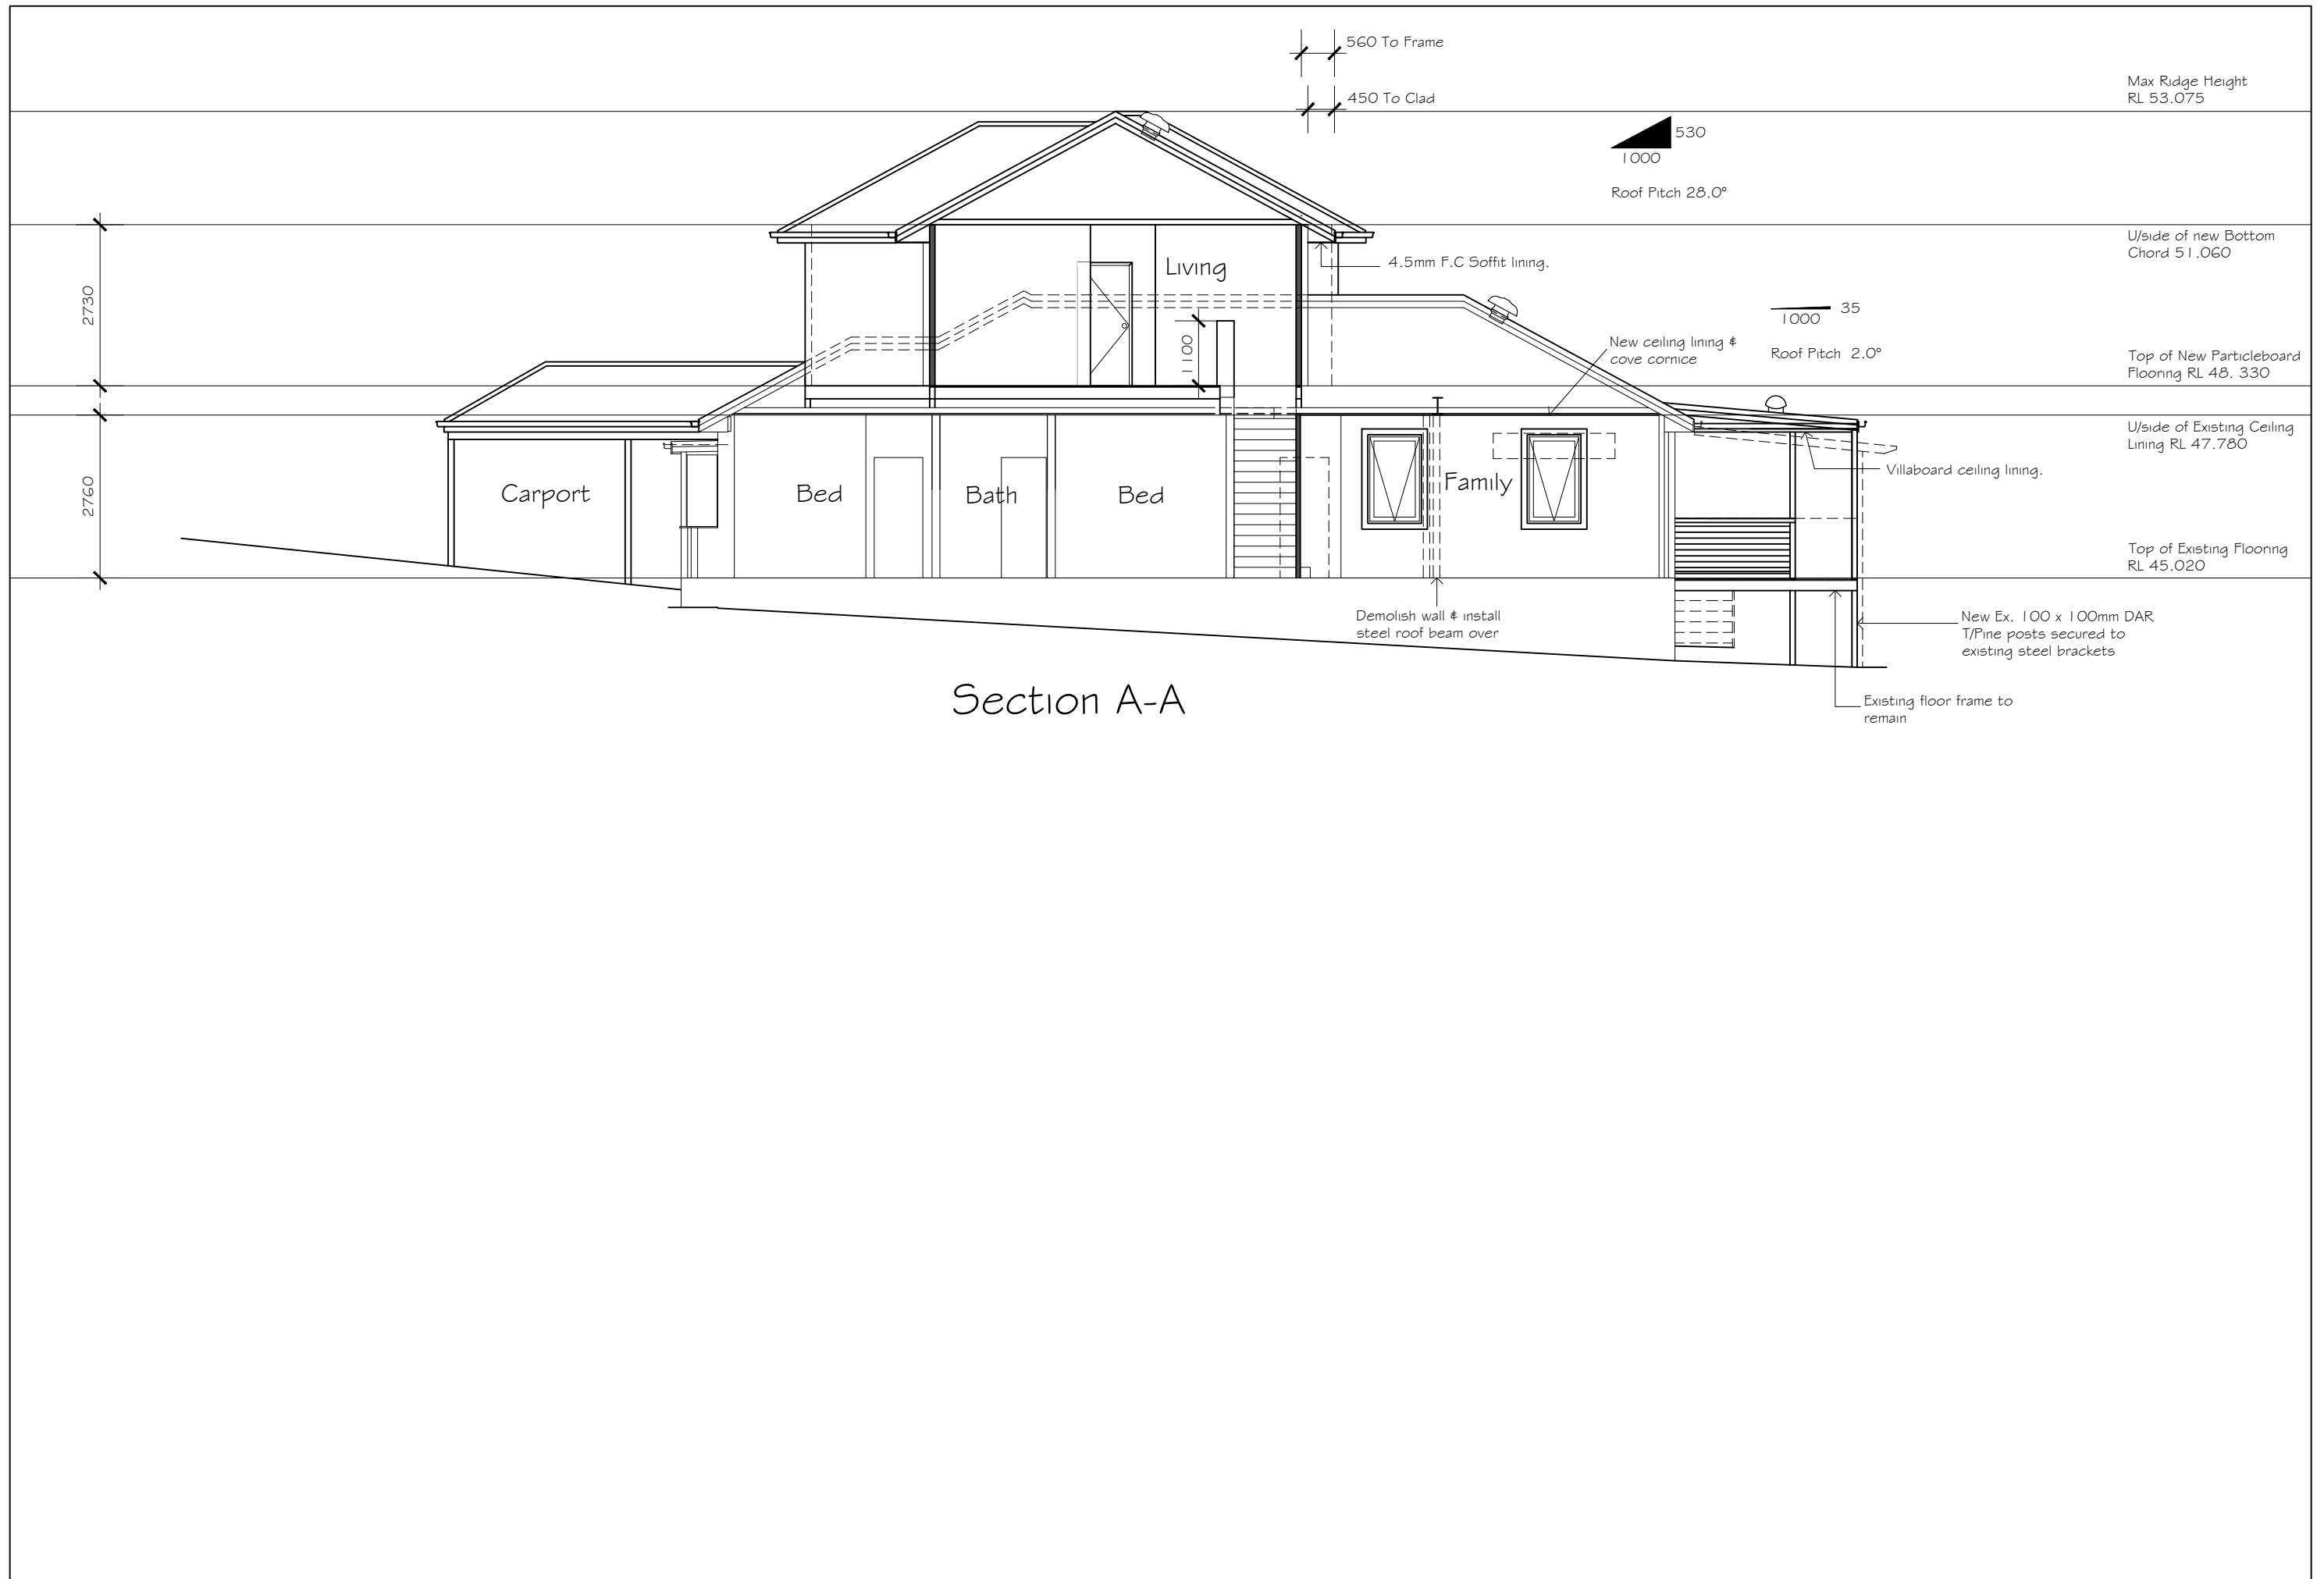 560 To Frame
450 To Clad
Max Ridge Height
RL 53.075
530
1000
Roof Pitch 28.0°
U/side of new Bottom
Chord 51.060
4.5mm F.C Soffit lining.
Living
2730
1100
35
1000
Roof Pitch 2.0°
New ceiling lining &
cove cornice
Top of New Particleboard
Flooring RL 48. 330
U/side of Existing Ceiling
Lining RL 47.780
Villaboard ceiling lining.
2760
Carport
Bed
Bath
Bed
Family
Top of Existing Flooring
RL 45.020
Demolish wall & install
steel roof beam over
New Ex. 100 x 100mm DAR
T/Pine posts secured to
existing steel brackets
Existing floor frame to
remain
Section A-A